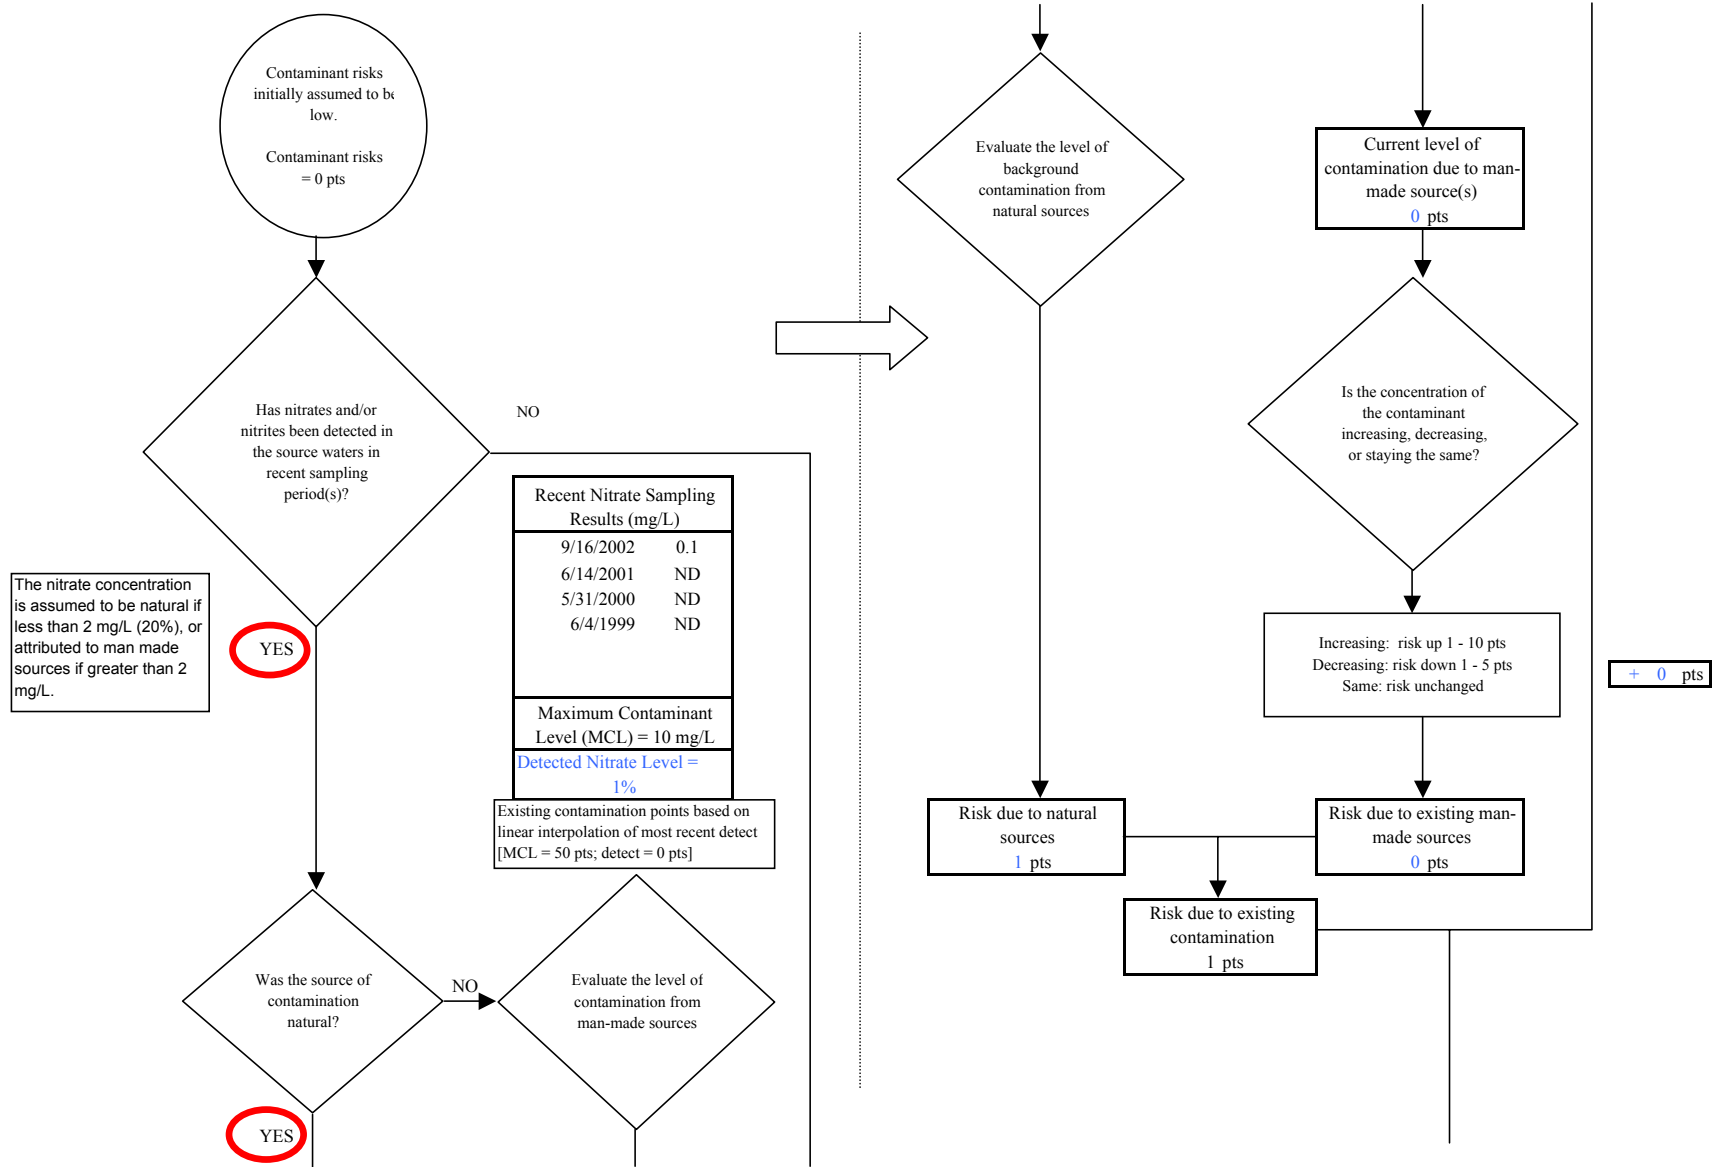 Contaminant risks
initially assumed to be
low.
Contaminant risks
= 0 pts
Has nitrates and/or
nitrites been detected in
the source waters in
recent sampling
period(s)?
NO
The nitrate concentration
is assumed to be natural if
less than 2 mg/L (20%), or
attributed to man made
sources if greater than 2
mg/L.
YES
Recent Nitrate Sampling
Results (mg/L)
9/16/2002 0.1
6/14/2001 ND
5/31/2000 ND
6/4/1999 ND
Maximum Contaminant
Level (MCL) = 10 mg/L
Detected Nitrate Level =
1%
Existing contamination points based on
linear interpolation of most recent detect
[MCL = 50 pts; detect = 0 pts]
Was the source of
contamination
natural?
NO
Evaluate the level of
contamination from
man-made sources
YES
Evaluate the level of
background
contamination from
natural sources
Current level of
contamination due to man-
made source(s)
0 pts
Is the concentration of
the contaminant
increasing, decreasing,
or staying the same?
Increasing: risk up 1 - 10 pts
Decreasing: risk down 1 - 5 pts
Same: risk unchanged
+ 0 pts
Risk due to natural
sources
1 pts
Risk due to existing man-
made sources
0 pts
Risk due to existing
contamination
1 pts